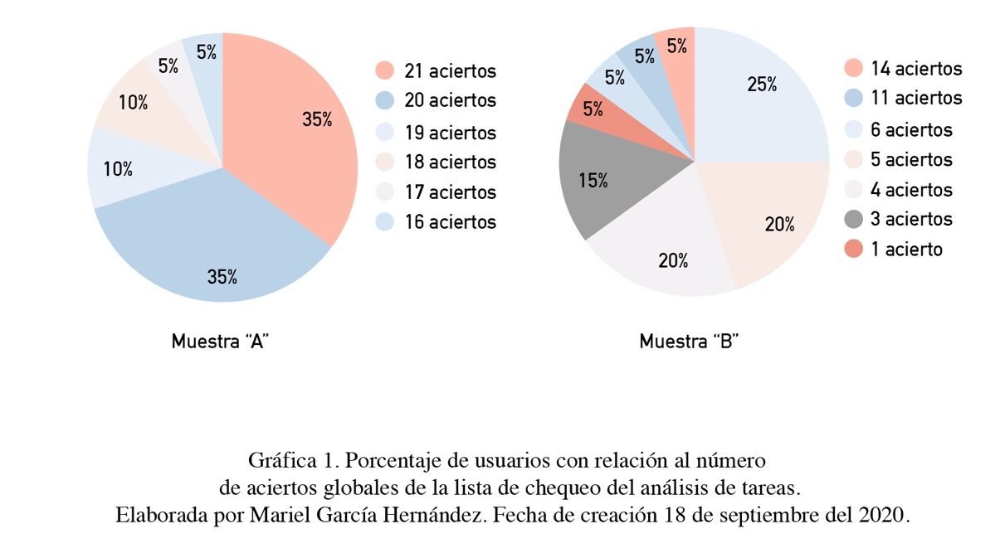 35%
35%
10%
10%
5%
5%
21 aciertos
20 aciertos
19 aciertos
18 aciertos
17 aciertos
16 aciertos
Muestra “A”
25%
20%
20%
15%
5%
5%
5%
5%
14 aciertos
11 aciertos
6 aciertos
5 aciertos
4 aciertos
3 aciertos
1 acierto
Muestra “B”
Gráfica 1. Porcentaje de usuarios con relación al número
de aciertos globales de la lista de chequeo del análisis de tareas.
Elaborada por Mariel García Hernández. Fecha de creación 18 de septiembre del 2020.